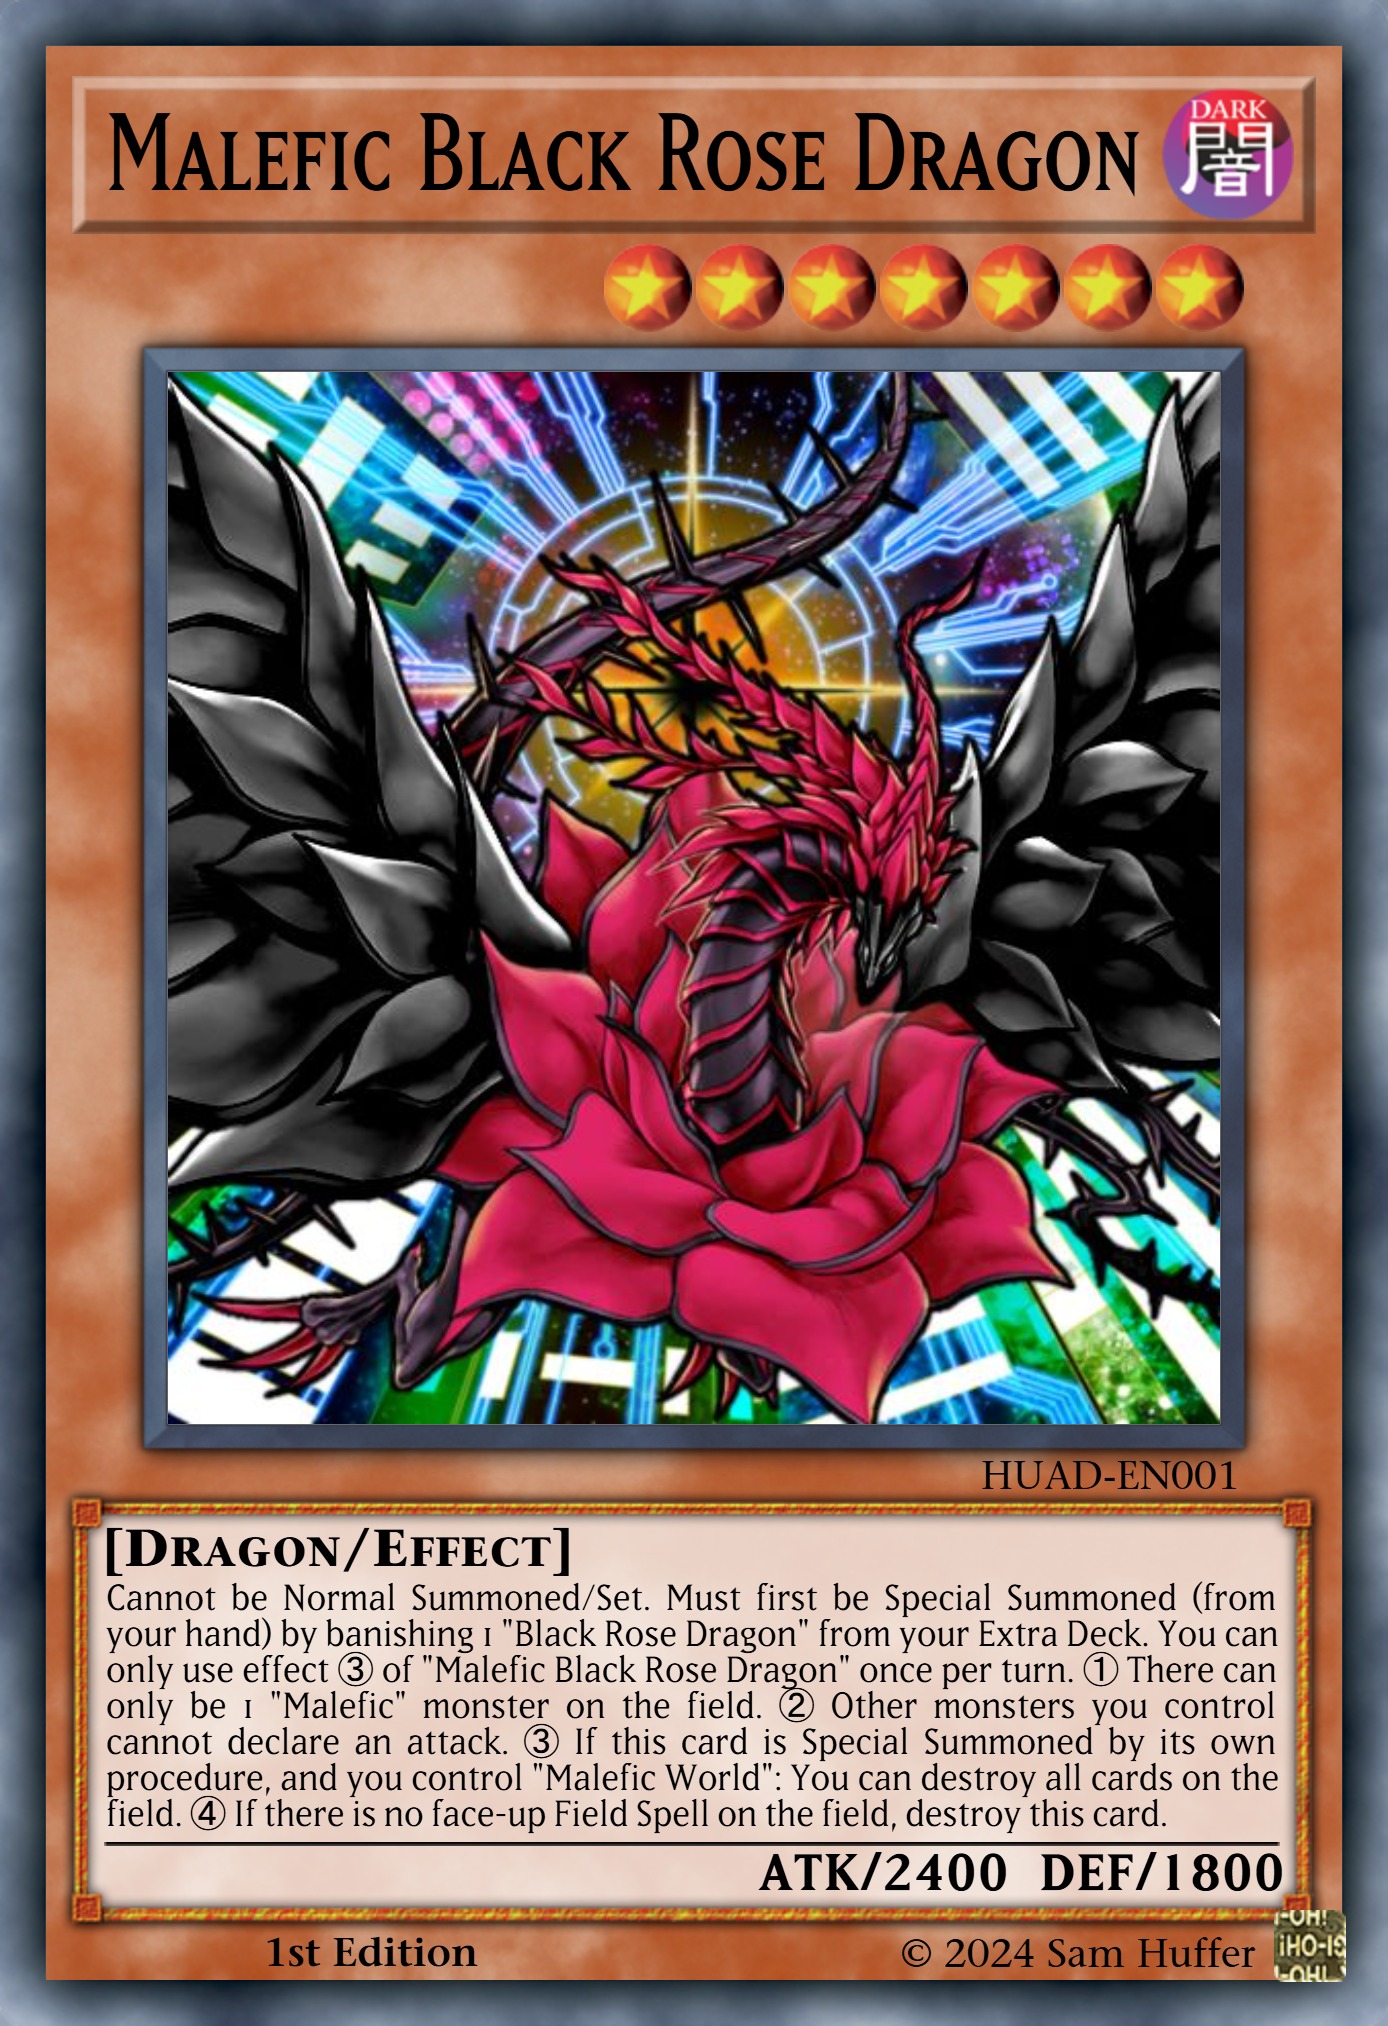 Malefic Black Rose Dragon
DARK
闇
HUAD-EN001
[Dragon/Effect]
Cannot be Normal Summoned/Set. Must first be Special Summoned (from
your hand) by banishing 1 "Black Rose Dragon" from your Extra Deck. You can
only use effect ③ of "Malefic Black Rose Dragon" once per turn. ① There can
only be 1 "Malefic" monster on the field. ② Other monsters you control
cannot declare an attack. ③ If this card is Special Summoned by its own
procedure, and you control "Malefic World": You can destroy all cards on the
field. ④ If there is no face-up Field Spell on the field, destroy this card.
ATK/2400 DEF/1800
1st Edition
© 2024 Sam Huffer